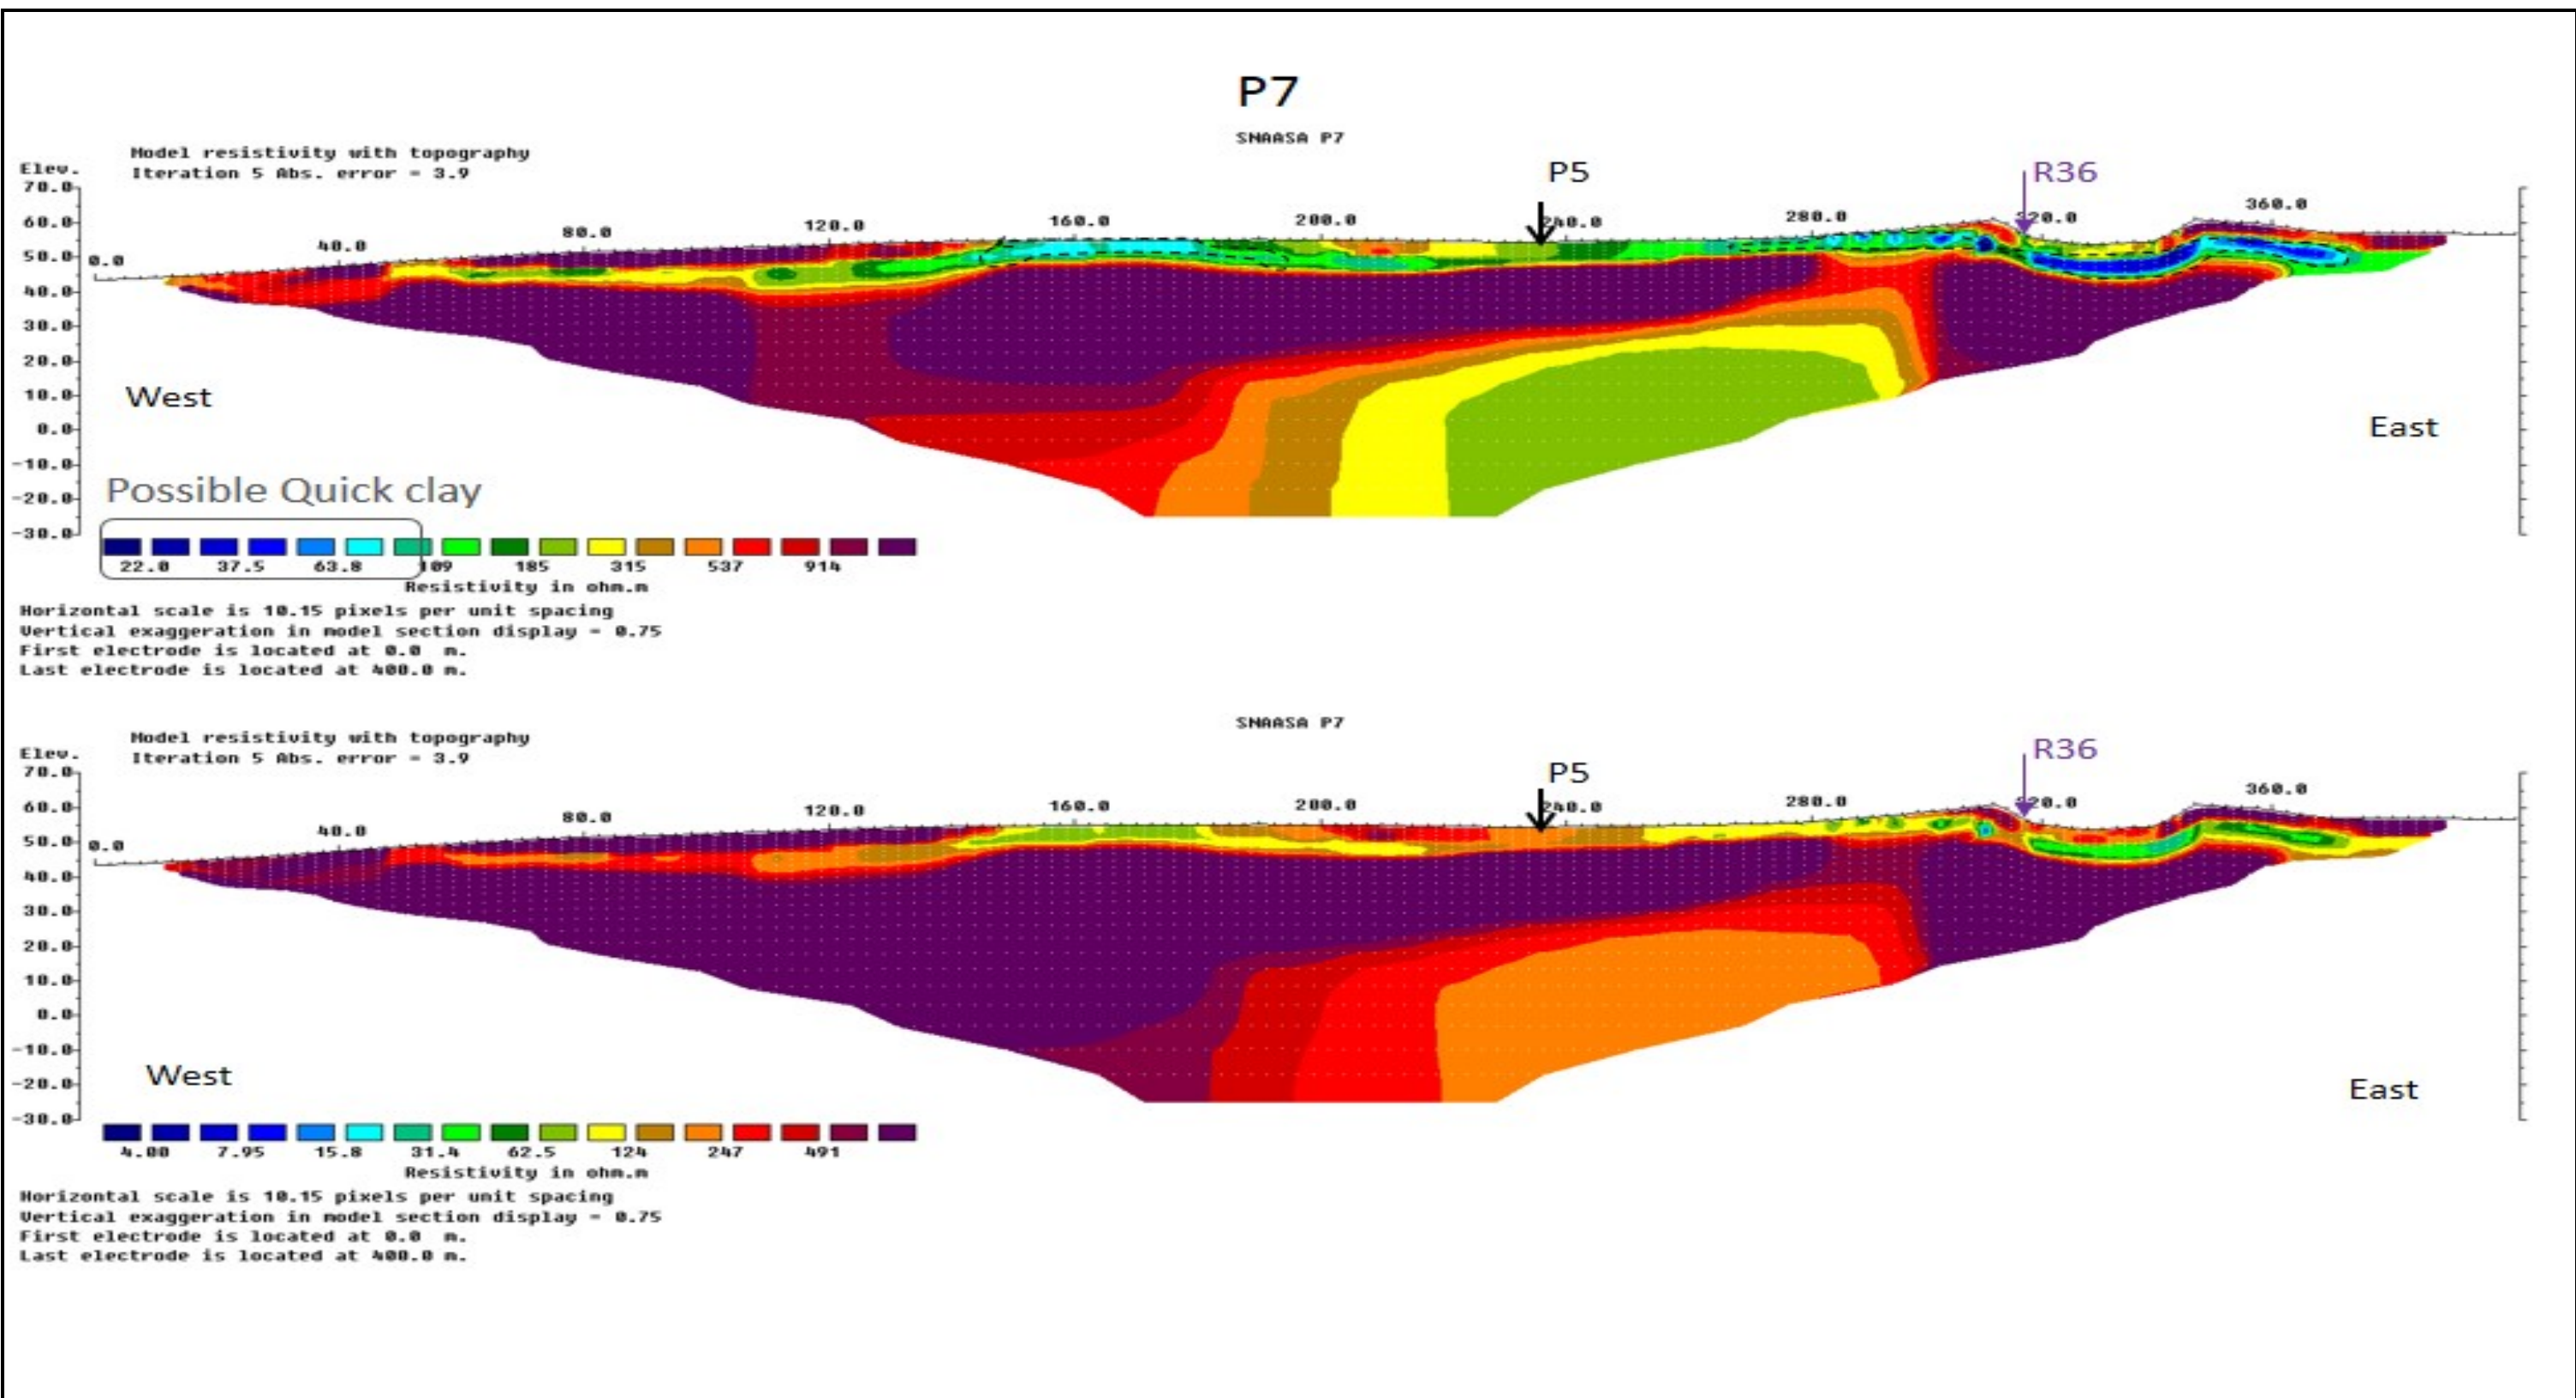 P7
SNAASA P7
Model resistivity with topography
Iteration 5 Abs. error = 3.9
Elev.
P5
R36
70.0
60.0
50.0
40.0
30.0
20.0
10.0
0.0
-10.0
-20.0
-30.0
0.0
40.0
80.0
120.0
160.0
200.0
240.0
280.0
320.0
360.0
West
East
Possible Quick clay
22.0 37.5 63.8 109 185 315 537 914
Resistivity in ohm.m
Horizontal scale is 10.15 pixels per unit spacing
Vertical exaggeration in model section display = 0.75
First electrode is located at 0.0 m.
Last electrode is located at 400.0 m.
SNAASA P7
Model resistivity with topography
Iteration 5 Abs. error = 3.9
Elev.
P5
R36
70.0
60.0
50.0
40.0
30.0
20.0
10.0
0.0
-10.0
-20.0
-30.0
0.0
40.0
80.0
120.0
160.0
200.0
240.0
280.0
320.0
360.0
West
East
4.00 7.95 15.8 31.4 62.5 124 247 491
Resistivity in ohm.m
Horizontal scale is 10.15 pixels per unit spacing
Vertical exaggeration in model section display = 0.75
First electrode is located at 0.0 m.
Last electrode is located at 400.0 m.